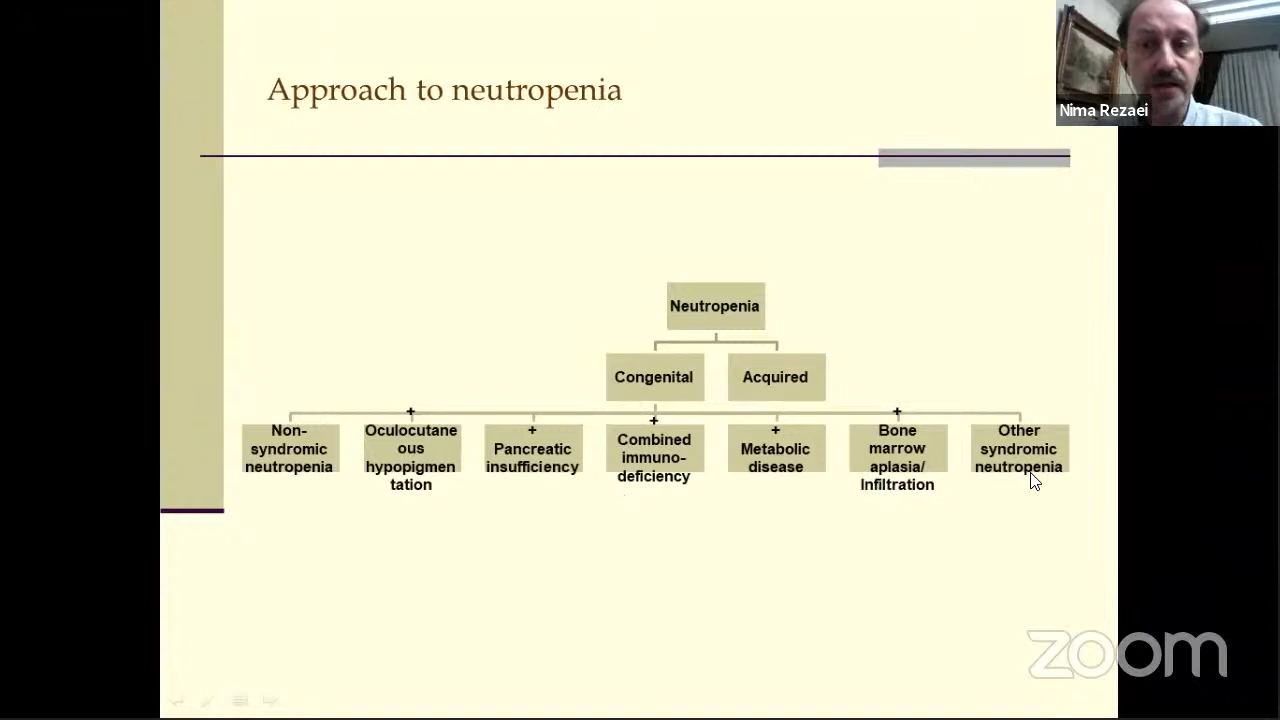 Approach to neutropenia
Nima Rezaei
Neutropenia
Congenital
Acquired
Non-
syndromic
neutropenia
+
Oculocutane
ous
hypopigmen
tation
+
Pancreatic
insufficiency
+
Combined
immuno-
deficiency
+
Metabolic
disease
+
Bone
marrow
aplasia/
Infiltration
Other
syndromic
neutropenia
zoom